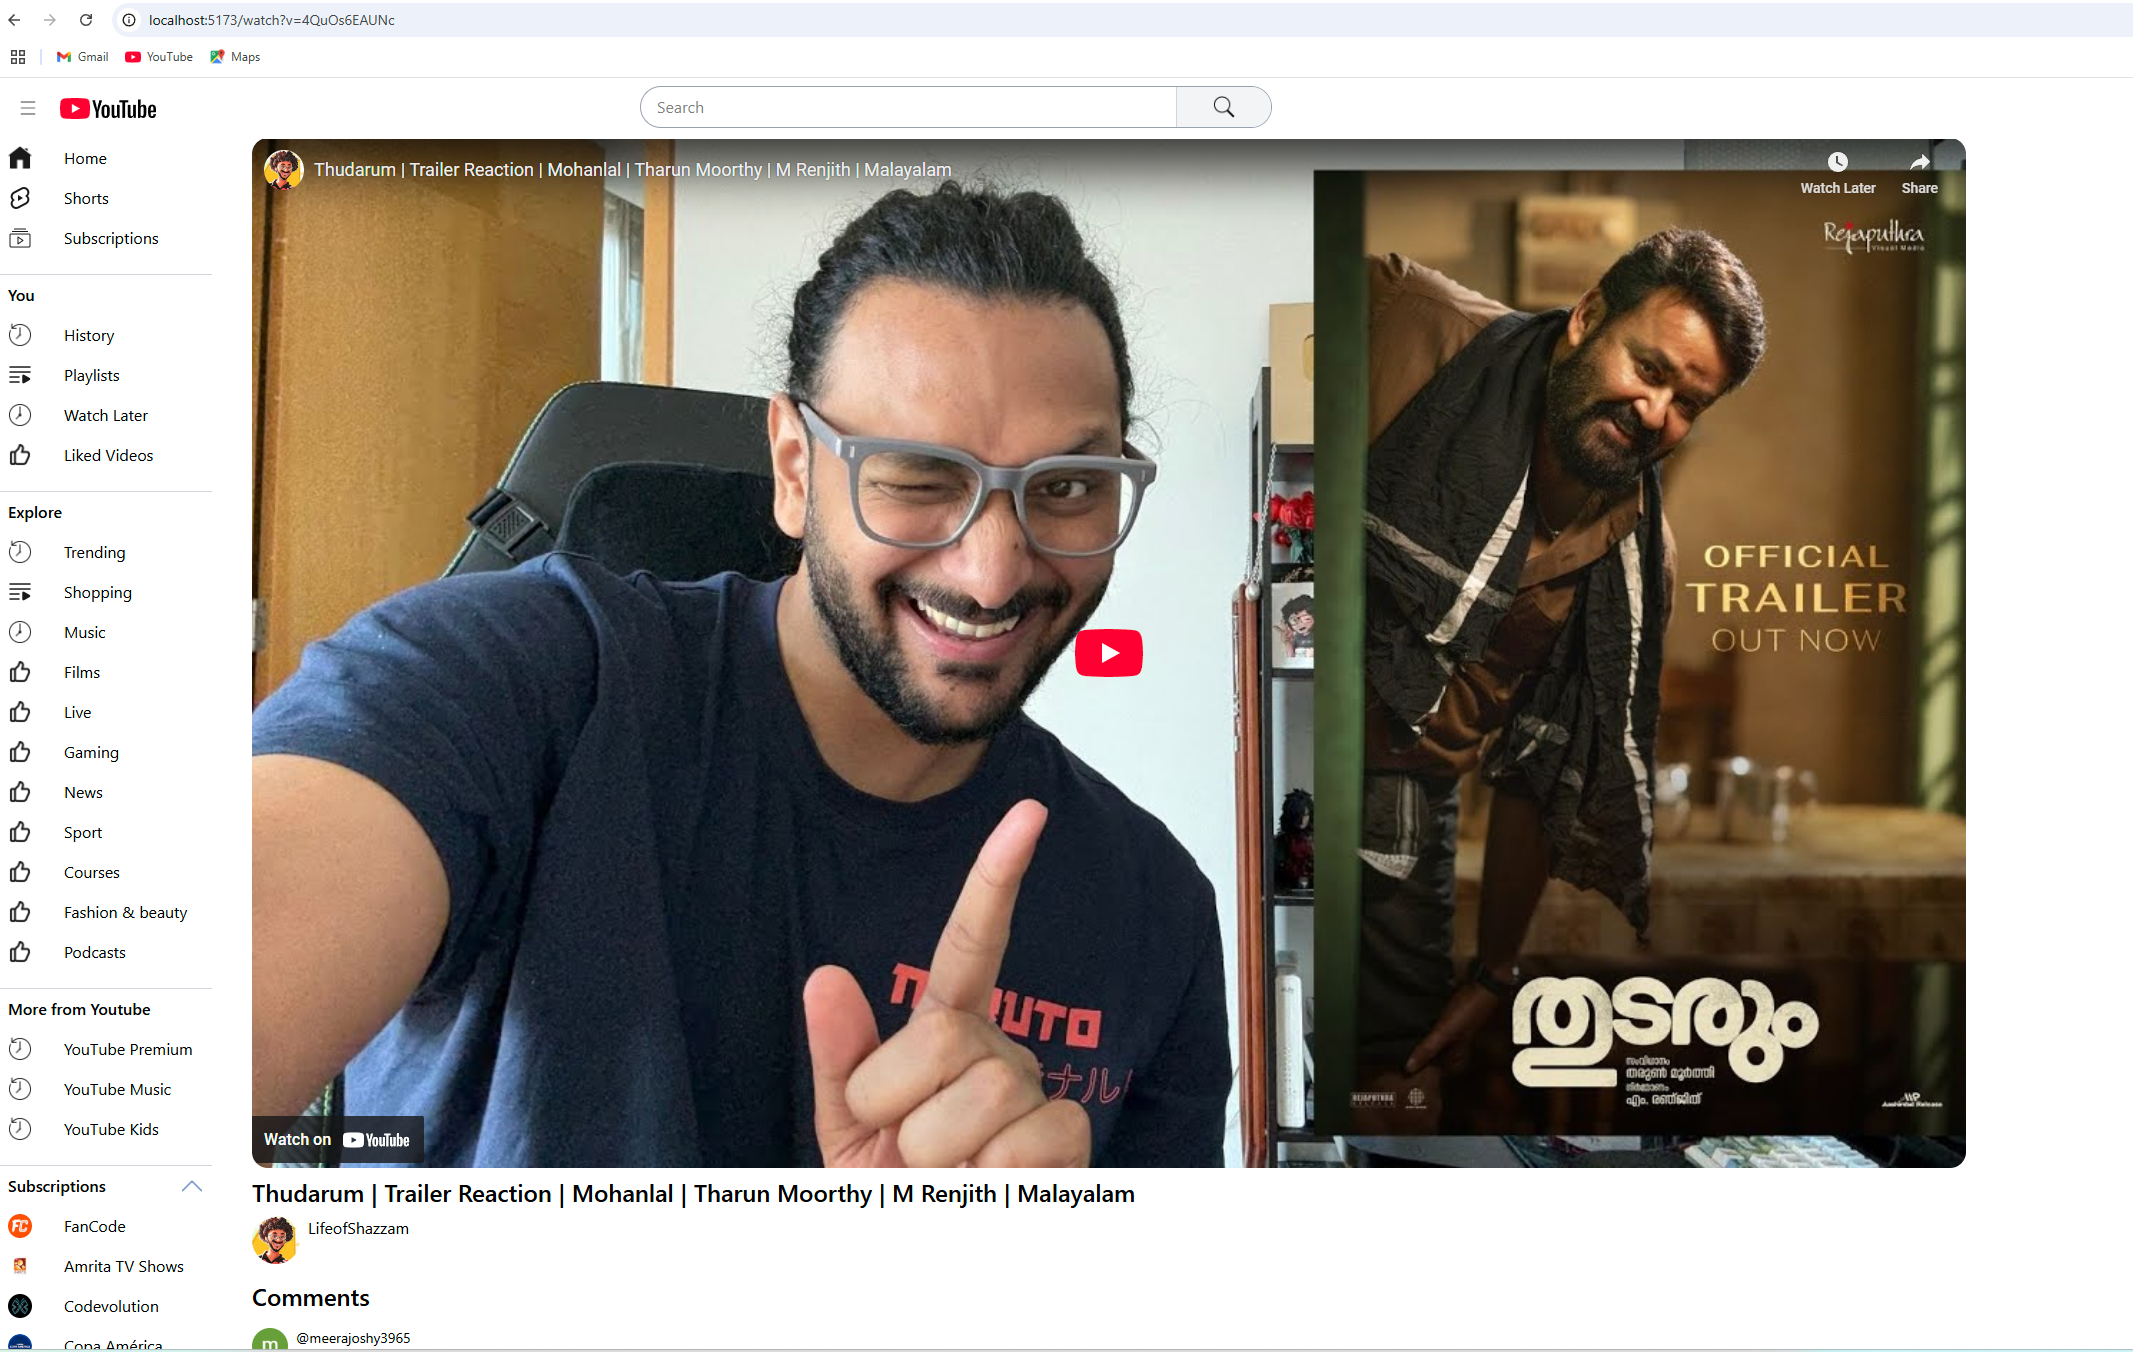 localhost:5173/watch?v=4QuOs6EAUNc
Gmail
YouTube
Maps
YouTube
Search
Home
Shorts
Subscriptions
You
History
Playlists
Watch Later
Liked Videos
Explore
Trending
Shopping
Music
Films
Live
Gaming
News
Sport
Courses
Fashion & beauty
Podcasts
More from Youtube
YouTube Premium
YouTube Music
YouTube Kids
Subscriptions
FanCode
Amrita TV Shows
Codevolution
Copa América
Thudarum | Trailer Reaction | Mohanlal | Tharun Moorthy | M Renjith | Malayalam
Watch Later
Share
Rejaputhra
Visual Media
OFFICIAL
TRAILER
OUT NOW
തുടരും
സംവിധാനം
തരുൺ മൂർത്തി
നിർമ്മാണം
എം. രഞ്ജിത്
Watch on YouTube
Thudarum | Trailer Reaction | Mohanlal | Tharun Moorthy | M Renjith | Malayalam
LifeofShazzam
Comments
m
@meerajoshy3965